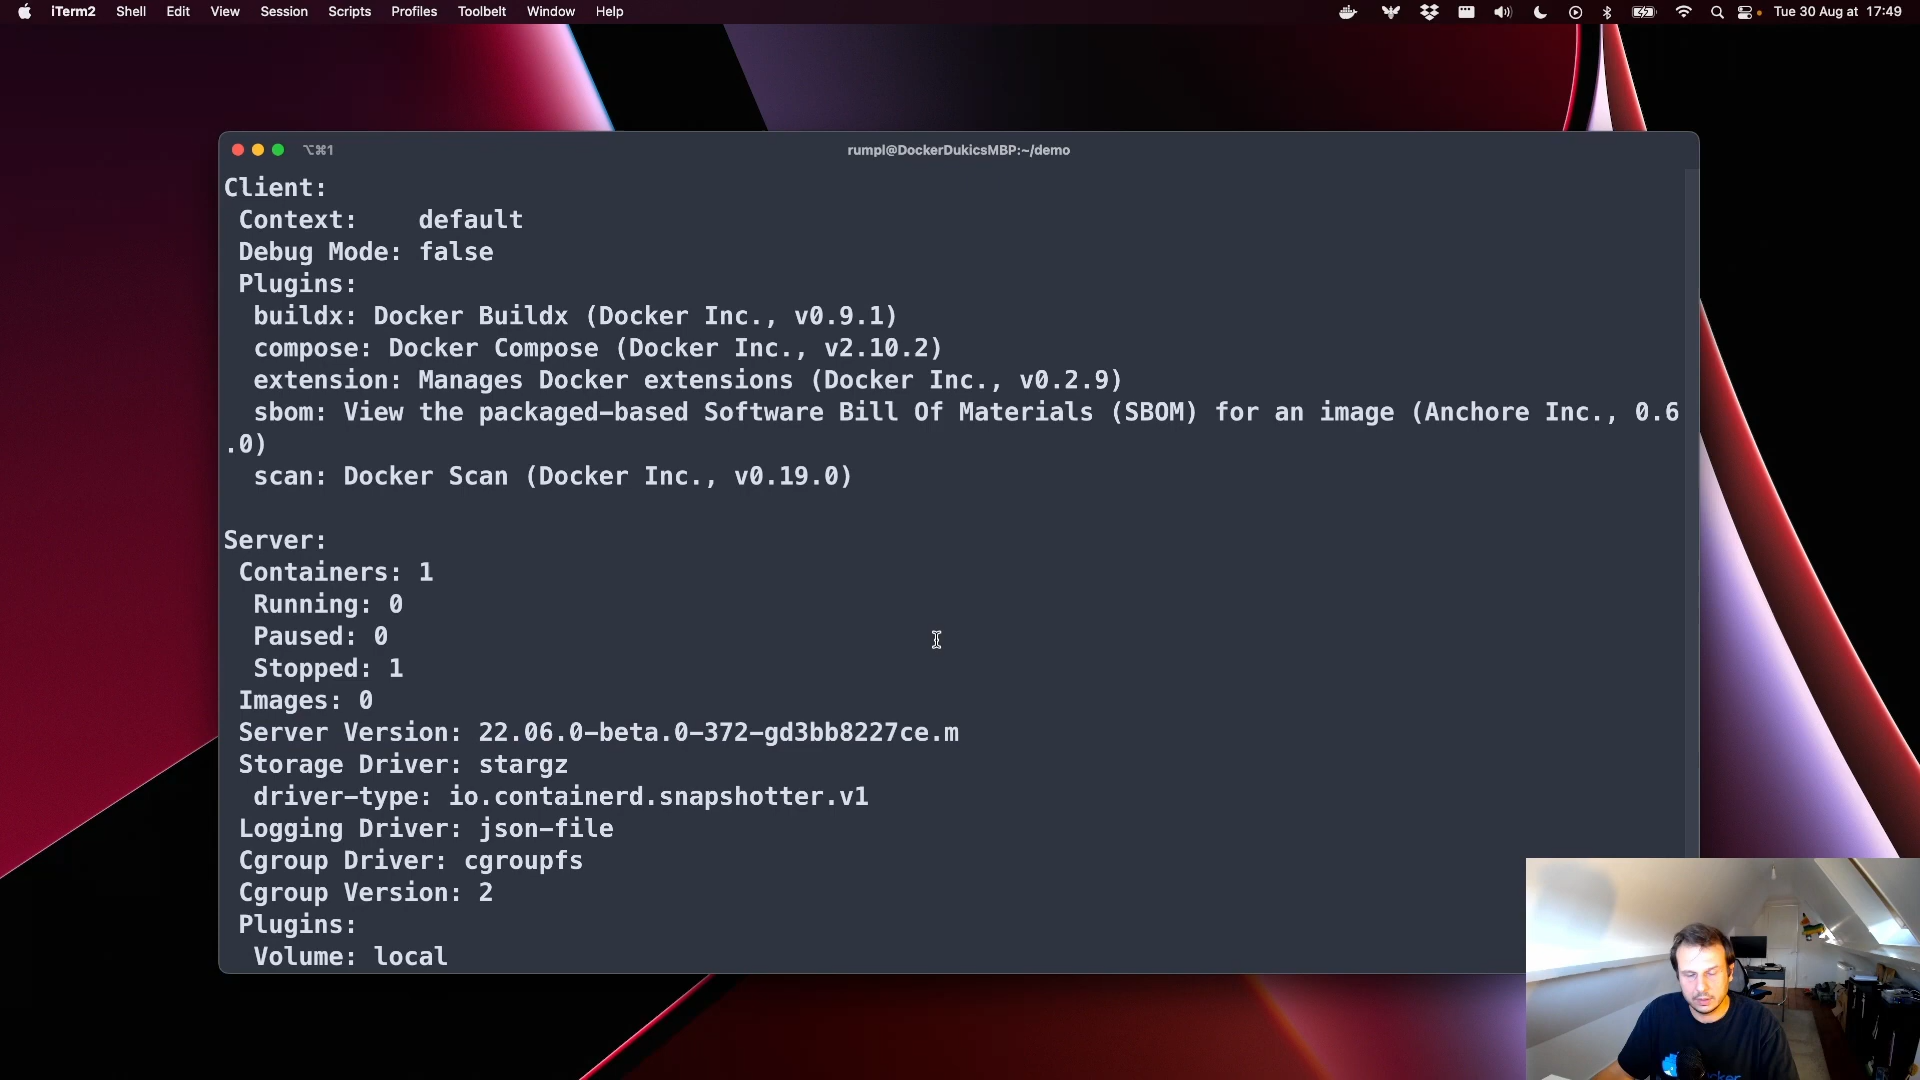 iTerm2 Shell Edit View Session Scripts Profiles Toolbelt Window Help Tue 30 Aug at 17:49
⌥⌘1 rumpl@DockerDukicsMBP:~/demo
Client:
Context: default
Debug Mode: false
Plugins:
buildx: Docker Buildx (Docker Inc., v0.9.1)
compose: Docker Compose (Docker Inc., v2.10.2)
extension: Manages Docker extensions (Docker Inc., v0.2.9)
sbom: View the packaged-based Software Bill Of Materials (SBOM) for an image (Anchore Inc., 0.6
.0)
scan: Docker Scan (Docker Inc., v0.19.0)
Server:
Containers: 1
Running: 0
Paused: 0
Stopped: 1
Images: 0
Server Version: 22.06.0-beta.0-372-gd3bb8227ce.m
Storage Driver: stargz
driver-type: io.containerd.snapshotter.v1
Logging Driver: json-file
Cgroup Driver: cgroupfs
Cgroup Version: 2
Plugins:
Volume: local